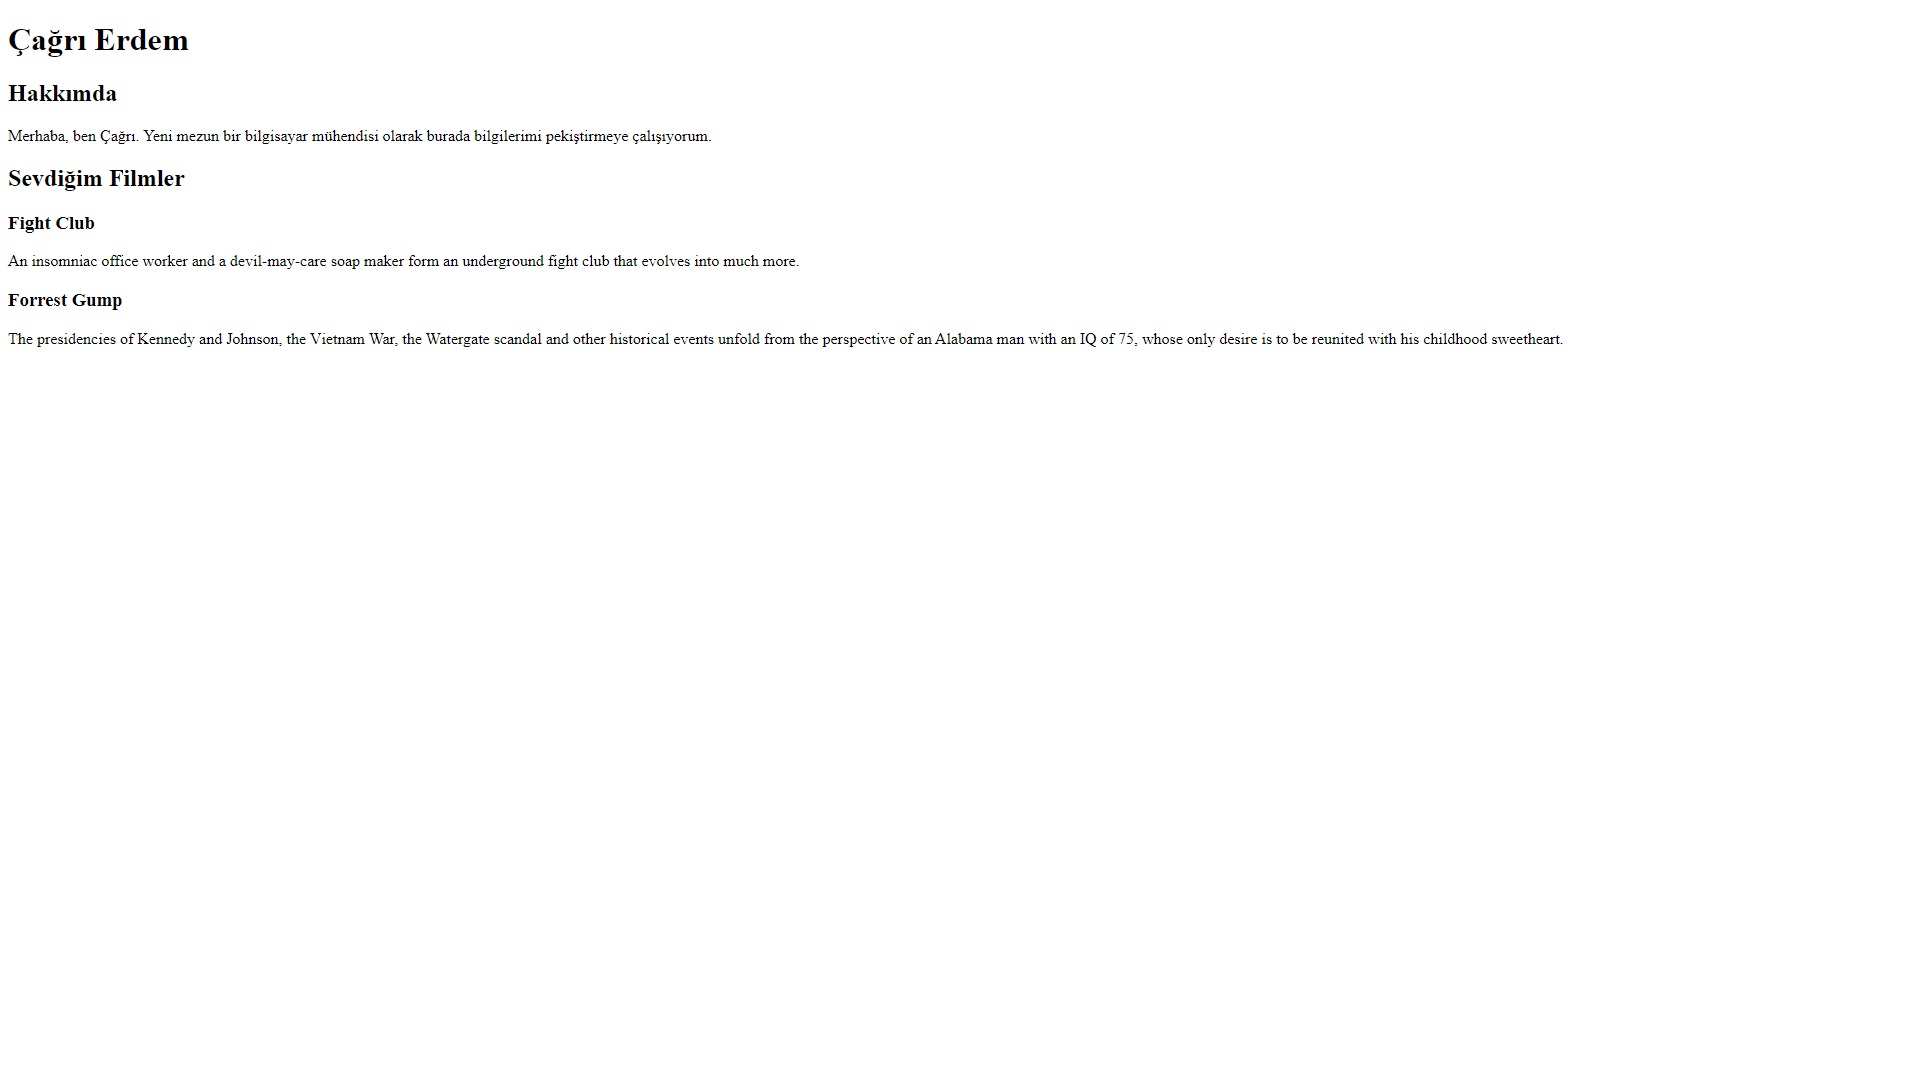 Çağrı Erdem
Hakkımda
Merhaba, ben Çağrı. Yeni mezun bir bilgisayar mühendisi olarak burada bilgilerimi pekiştirmeye çalışıyorum.
Sevdiğim Filmler
Fight Club
An insomniac office worker and a devil-may-care soap maker form an underground fight club that evolves into much more.
Forrest Gump
The presidencies of Kennedy and Johnson, the Vietnam War, the Watergate scandal and other historical events unfold from the perspective of an Alabama man with an IQ of 75, whose only desire is to be reunited with his childhood sweetheart.